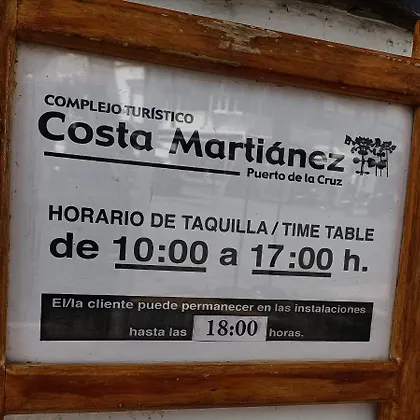 COMPLEJO TURÍSTICO
Costa Martiánez
Puerto de la Cruz
HORARIO DE TAQUILLA / TIME TABLE
de 10:00 a 17:00 h.
El/la cliente puede permanecer en las instalaciones
hasta las 18:00 horas.